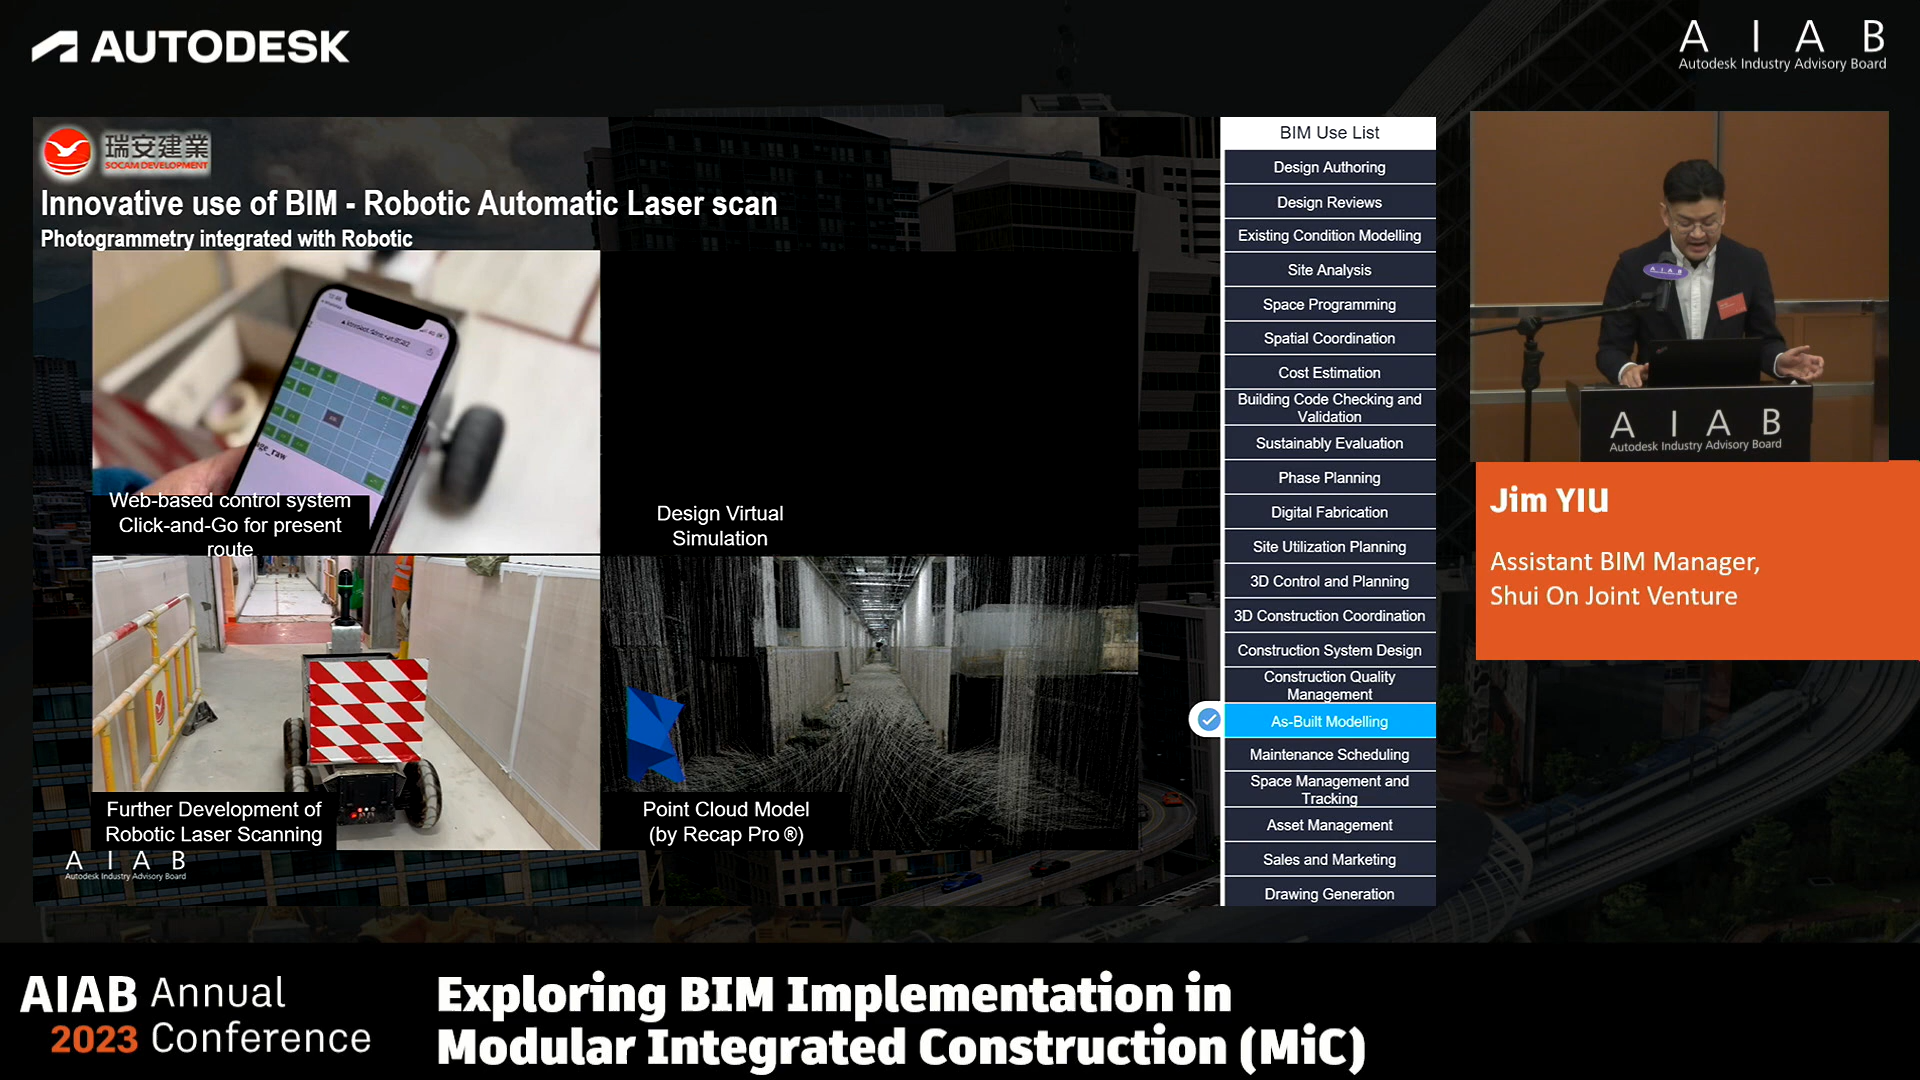 AUTODESK
A I A B
Autodesk Industry Advisory Board
瑞安建業
SOCAM DEVELOPMENT
Innovative use of BIM - Robotic Automatic Laser scan
Photogrammetry integrated with Robotic
Web-based control system
Click-and-Go for present
route
Design Virtual
Simulation
Further Development of
Robotic Laser Scanning
Point Cloud Model
(by Recap Pro ®)
A I A B
Autodesk Industry Advisory Board
BIM Use List
Design Authoring
Design Reviews
Existing Condition Modelling
Site Analysis
Space Programming
Spatial Coordination
Cost Estimation
Building Code Checking and
Validation
Sustainably Evaluation
Phase Planning
Digital Fabrication
Site Utilization Planning
3D Control and Planning
3D Construction Coordination
Construction System Design
Construction Quality
Management
As-Built Modelling
Maintenance Scheduling
Space Management and
Tracking
Asset Management
Sales and Marketing
Drawing Generation
A I A B
A I A B
Autodesk Industry Advisory Board
Jim YIU
Assistant BIM Manager,
Shui On Joint Venture
AIAB Annual
2023 Conference
Exploring BIM Implementation in
Modular Integrated Construction (MiC)